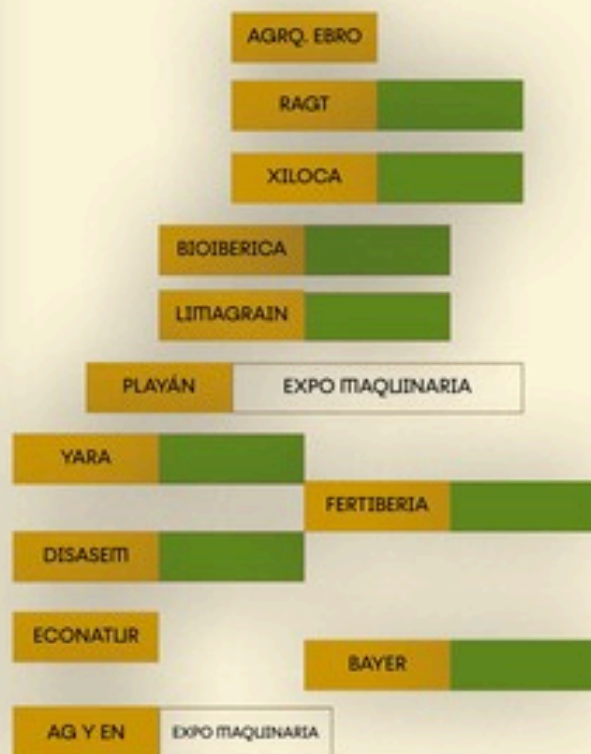 AGRQ. EBRO
RAGT
XILOCA
BIOIBERICA
LIMAGRAIN
PLAYÁN EXPO MAQUINARIA
YARA
FERTIBERIA
DISASEM
ECONATUR
BAYER
AG Y EN EXPO MAQUINARIA